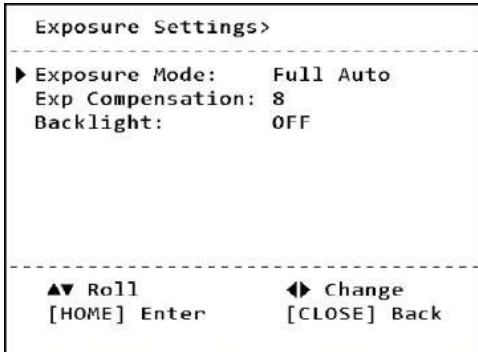 Exposure Settings>
▶ Exposure Mode: Full Auto
Exp Compensation: 8
Backlight: OFF
▲▼ Roll ◀▶ Change
[HOME] Enter [CLOSE] Back